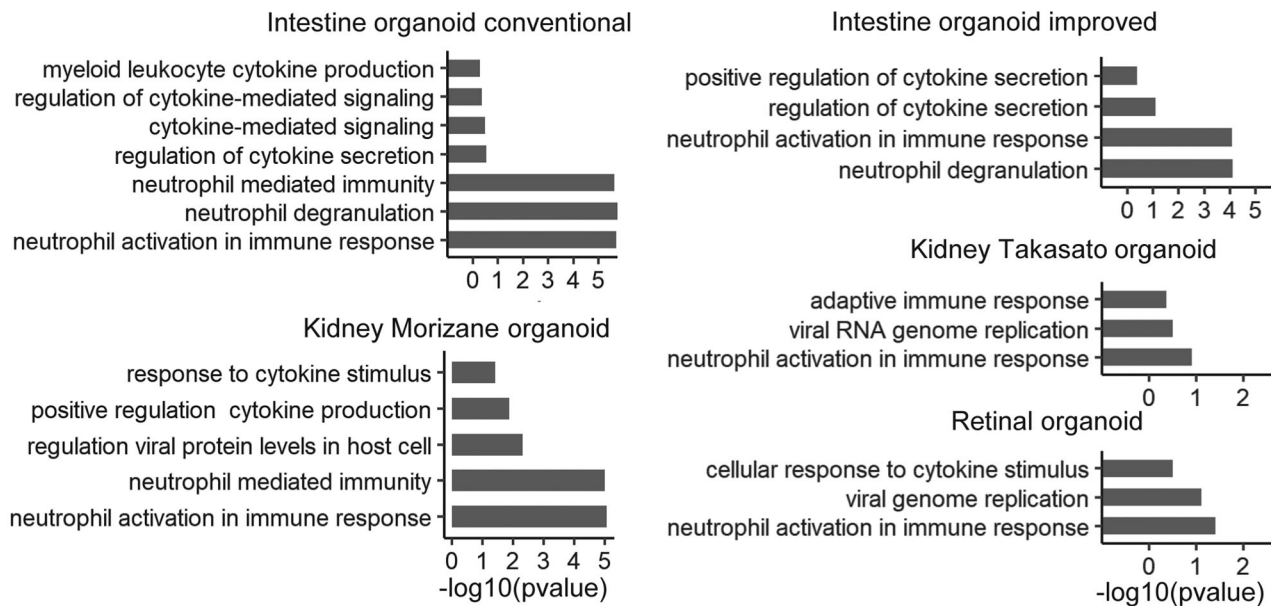 Intestine organoid conventional
myeloid leukocyte cytokine production
regulation of cytokine-mediated signaling
cytokine-mediated signaling
regulation of cytokine secretion
neutrophil mediated immunity
neutrophil degranulation
neutrophil activation in immune response
0 1 2 3 4 5
Kidney Morizane organoid
response to cytokine stimulus
positive regulation cytokine production
regulation viral protein levels in host cell
neutrophil mediated immunity
neutrophil activation in immune response
0 1 2 3 4 5
-log10(pvalue)
Intestine organoid improved
positive regulation of cytokine secretion
regulation of cytokine secretion
neutrophil activation in immune response
neutrophil degranulation
0 1 2 3 4 5
Kidney Takasato organoid
adaptive immune response
viral RNA genome replication
neutrophil activation in immune response
0 1 2
Retinal organoid
cellular response to cytokine stimulus
viral genome replication
neutrophil activation in immune response
0 1 2
-log10(pvalue)